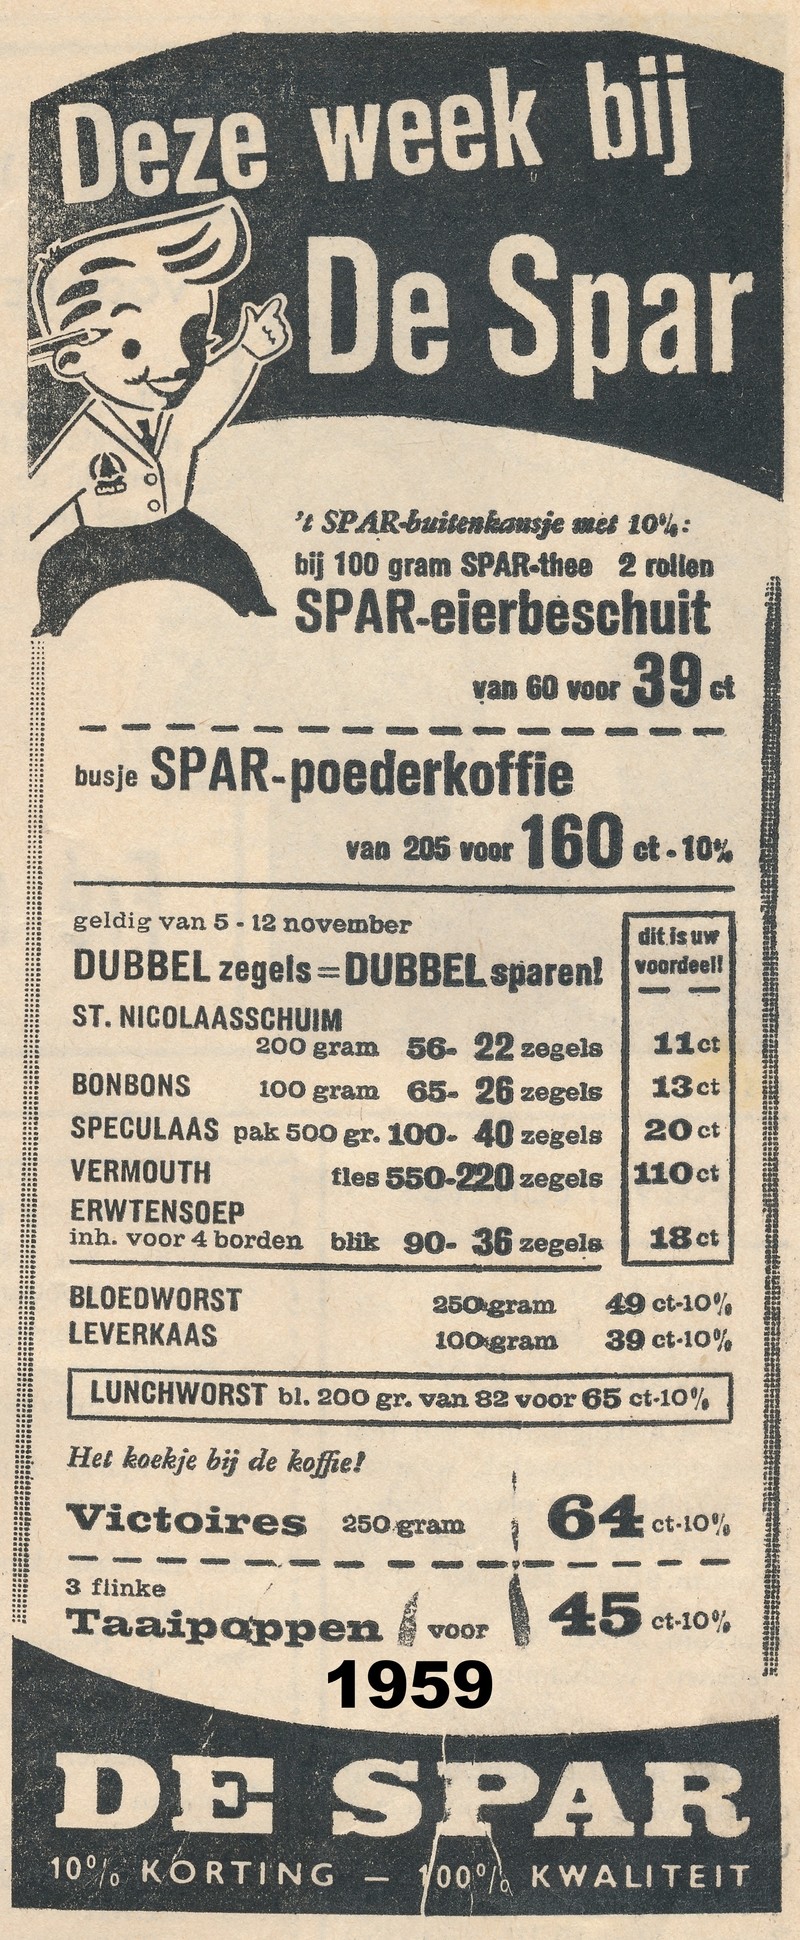 Deze week bij
De Spar
't SPAR-buitenkansje met 10%:
bij 100 gram SPAR-thee 2 rollen
SPAR-eierbeschuit
van 60 voor 39 ct
busje SPAR-poederkoffie
van 205 voor 160 ct - 10%
geldig van 5 - 12 november
DUBBEL zegels = DUBBEL sparen!
dit is uw
voordeel!
ST. NICOLAASSCHUIM
200 gram 56- 22 zegels 11 ct
BONBONS 100 gram 65- 26 zegels 13 ct
SPECULAAS pak 500 gr. 100- 40 zegels 20 ct
VERMOUTH fles 550-220 zegels 110 ct
ERWTENSOEP
inh. voor 4 borden blik 90- 36 zegels 18 ct
BLOEDWORST 250 gram 49 ct-10%
LEVERKAAS 100 gram 39 ct-10%
LUNCHWORST bl. 200 gr. van 82 voor 65 ct-10%
Het koekje bij de koffie!
Victoires 250 gram 64 ct-10%
3 flinke
Taaipoppen voor 45 ct-10%
1959
DE SPAR
10% KORTING — 100% KWALITEIT